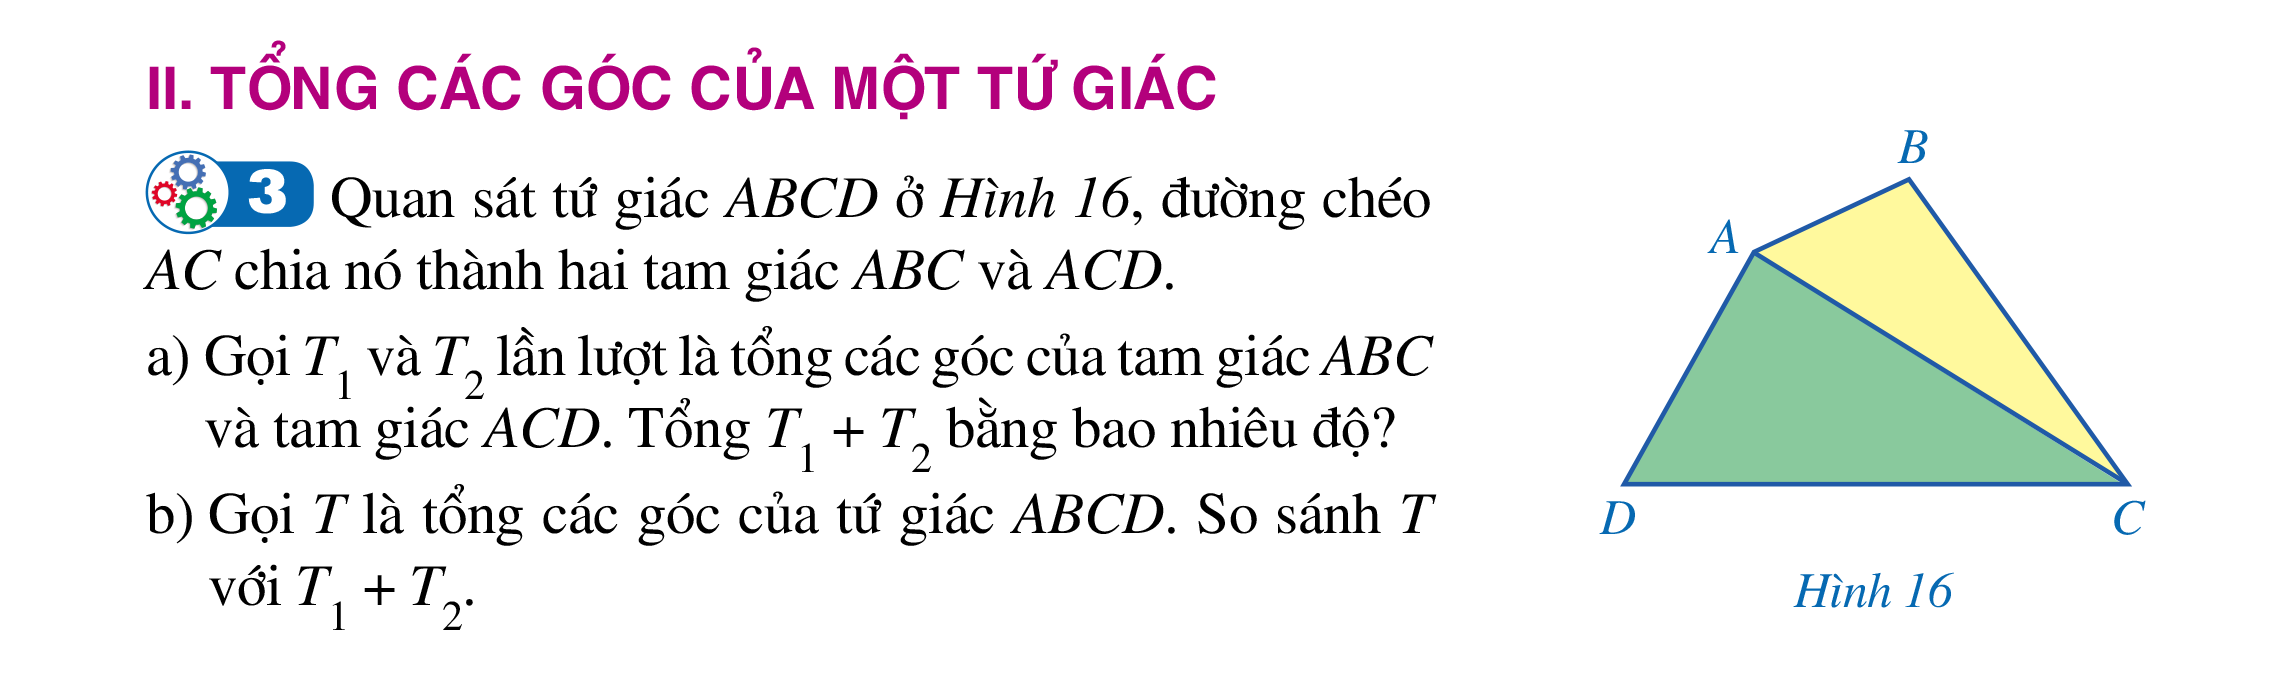 II. TỔNG CÁC GÓC CỦA MỘT TỨ GIÁC
3 Quan sát tứ giác ABCD ở Hình 16, đường chéo
AC chia nó thành hai tam giác ABC và ACD.
a) Gọi T₁ và T₂ lần lượt là tổng các góc của tam giác ABC
và tam giác ACD. Tổng T₁ + T₂ bằng bao nhiêu độ?
b) Gọi T là tổng các góc của tứ giác ABCD. So sánh T
với T₁ + T₂.
B
A
D
C
Hình 16